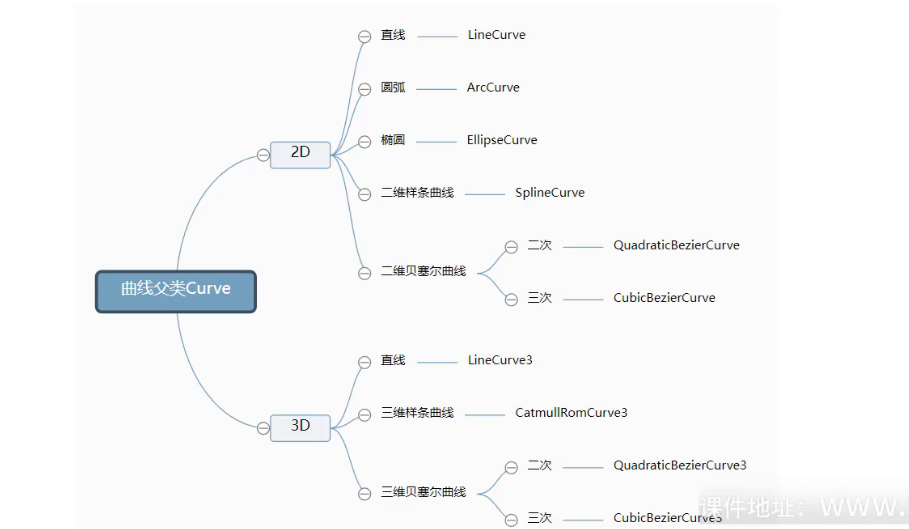 直线 LineCurve
圆弧 ArcCurve
2D
椭圆 EllipseCurve
二维样条曲线 SplineCurve
二维贝塞尔曲线
二次 QuadraticBezierCurve
三次 CubicBezierCurve
曲线父类Curve
直线 LineCurve3
3D
三维样条曲线 CatmullRomCurve3
三维贝塞尔曲线
二次 QuadraticBezierCurve3
三次 CubicBezierCurve3
课件地址：www.